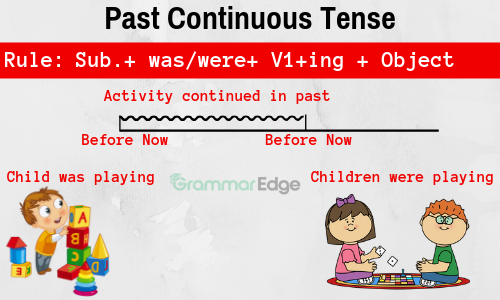 Past Continuous Tense
Rule: Sub.+ was/were+ V1+ing + Object
Activity continued in past
Before Now
Before Now
Child was playing
GrammarEdge
Children were playing
A
B
C
A